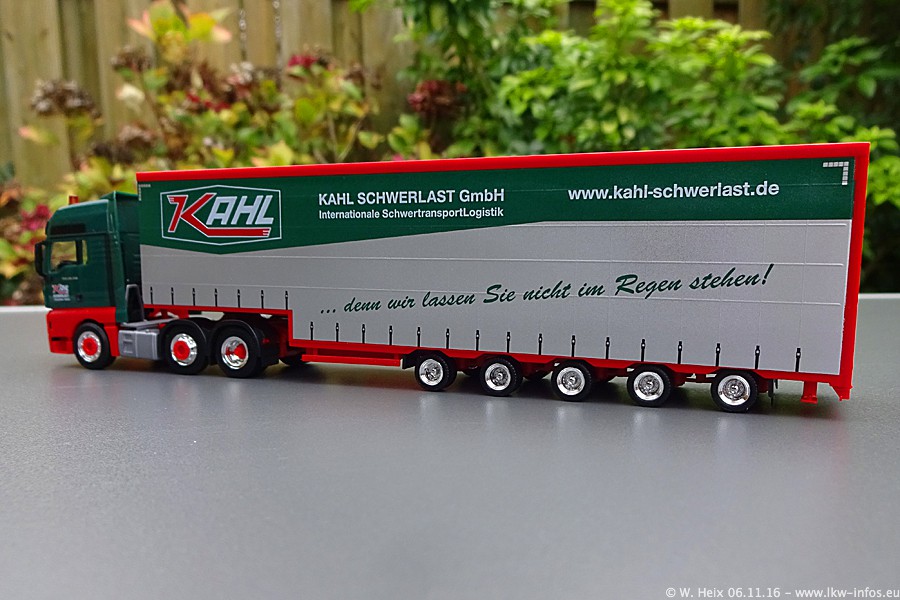 KAHL
KAHL SCHWERLAST GmbH
Internationale SchwertransportLogistik
www.kahl-schwerlast.de
... denn wir lassen Sie nicht im Regen stehen!
© W. Heix 06.11.16 – www.lkw-infos.eu